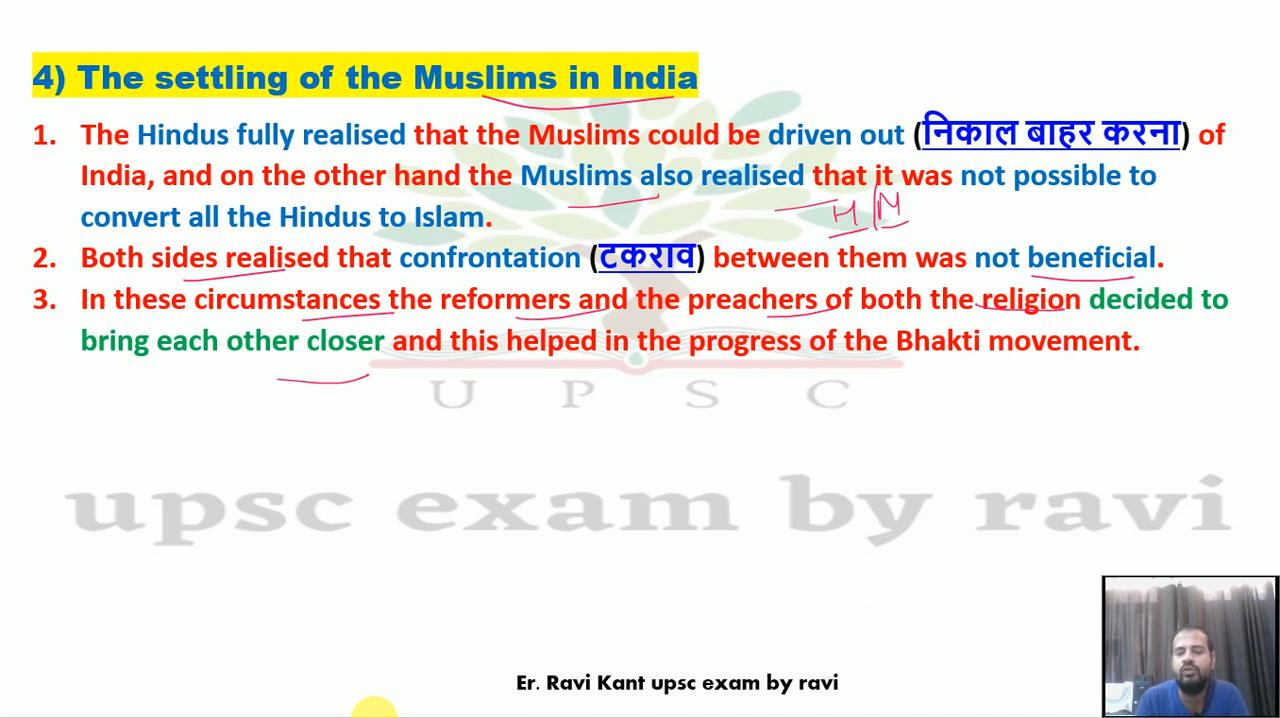 4) The settling of the Muslims in India
1. The Hindus fully realised that the Muslims could be driven out (निकाल बाहर करना) of
India, and on the other hand the Muslims also realised that it was not possible to
convert all the Hindus to Islam.
H/M
2. Both sides realised that confrontation (टकराव) between them was not beneficial.
3. In these circumstances the reformers and the preachers of both the religion decided to
bring each other closer and this helped in the progress of the Bhakti movement.
UPSC
upsc exam by ravi
Er. Ravi Kant upsc exam by ravi